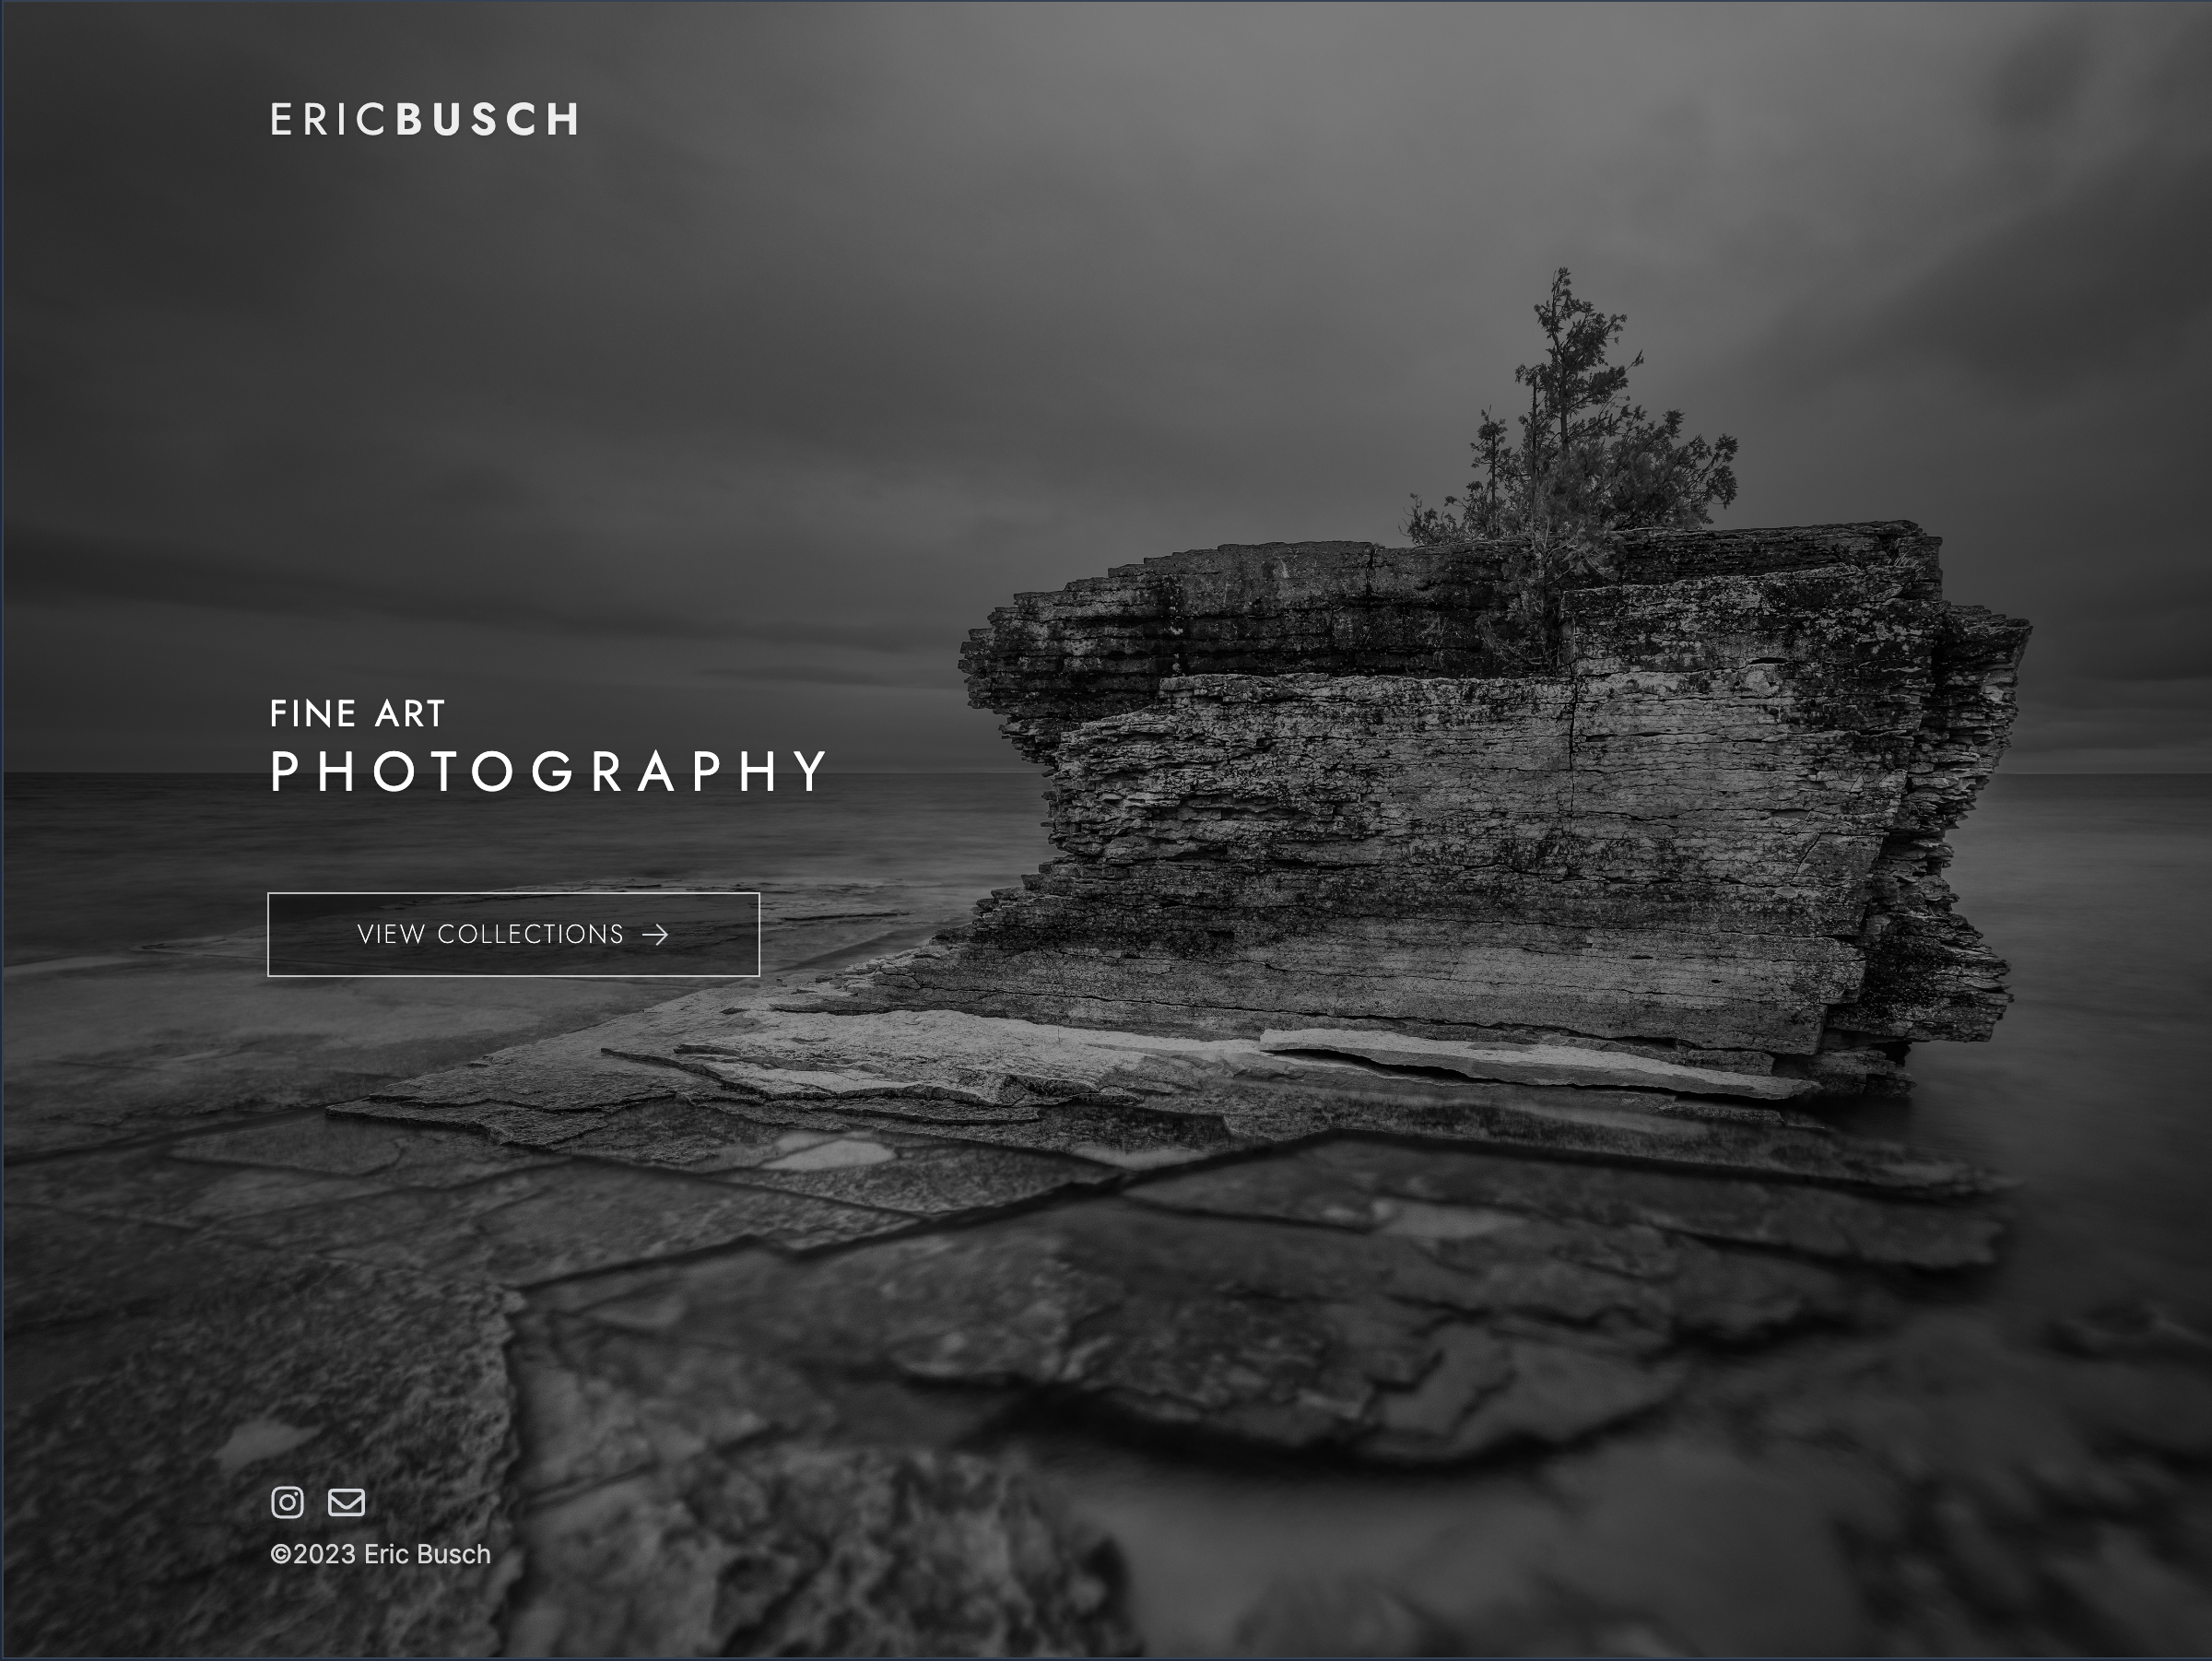 ERICBUSCH
FINE ART
PHOTOGRAPHY
VIEW COLLECTIONS →
©2023 Eric Busch